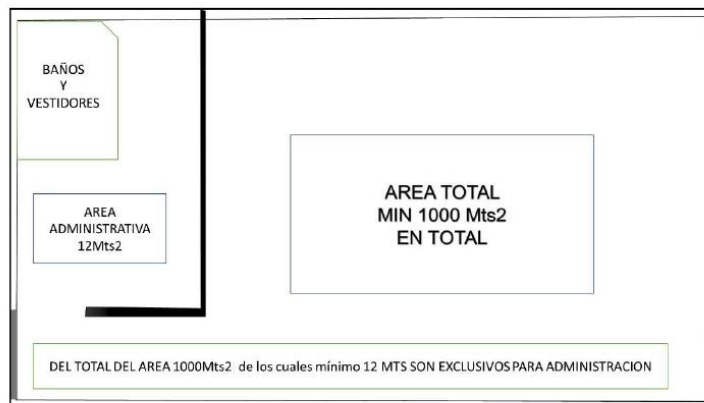 BAÑOS
Y
VESTIDORES
AREA
ADMINISTRATIVA
12Mts2
AREA TOTAL
MIN 1000 Mts2
EN TOTAL
DEL TOTAL DEL AREA 1000Mts2 de los cuales mínimo 12 MTS SON EXCLUSIVOS PARA ADMINISTRACION